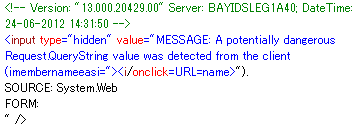 <!-- Version: "13.000.20429.00" Server: BAYIDSLEG1A40; DateTime:
24-06-2012 14:31:50 -->
<input type="hidden" value="MESSAGE: A potentially dangerous
Request.QueryString value was detected from the client
(imembernameeasi="><i/onclick=URL=name>").
SOURCE: System.Web
FORM:
" />